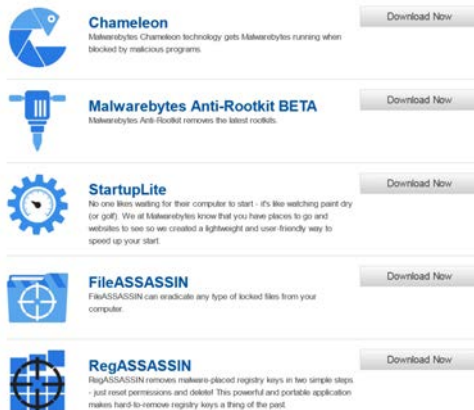 Chameleon
Download Now
Malwarebytes Chameleon technology gets Malwarebytes running when
blocked by malicious programs.
Malwarebytes Anti-Rootkit BETA
Download Now
Malwarebytes Anti-Rootkit removes the latest rootkits.
StartupLite
Download Now
No one likes waiting for their computer to start - it's like watching paint dry
(or golf). We at Malwarebytes know that you have places to go and
websites to see so we created a lightweight and user-friendly way to
speed up your start.
FileASSASSIN
Download Now
FileASSASSIN can eradicate any type of locked files from your
computer.
RegASSASSIN
Download Now
RegASSASSIN removes malware-placed registry keys in two simple steps
- just reset permissions and delete! This powerful and portable application
makes hard-to-remove registry keys a thing of the past.